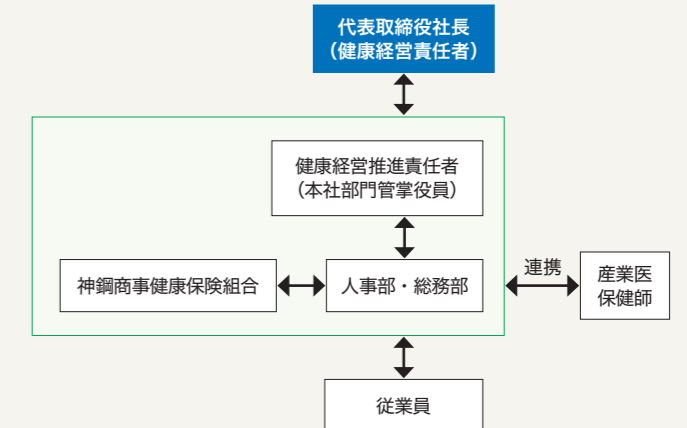 代表取締役社長
（健康経営責任者）
健康経営推進責任者
（本社部門管掌役員）
神鋼商事健康保険組合
人事部・総務部
連携
産業医
保健師
従業員